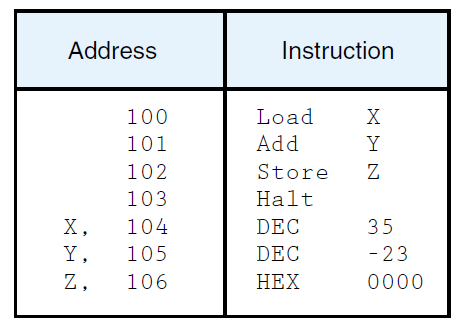 Address Instruction
100 Load X
101 Add Y
102 Store Z
103 Halt
X, 104 DEC 35
Y, 105 DEC -23
Z, 106 HEX 0000